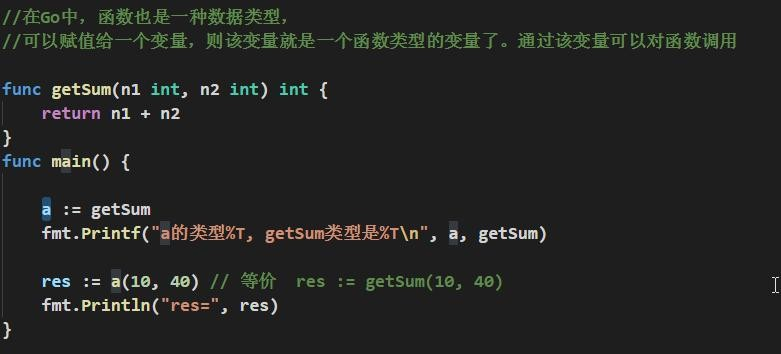 //在Go中，函数也是一种数据类型，
//可以赋值给一个变量，则该变量就是一个函数类型的变量了。通过该变量可以对函数调用
func getSum(n1 int, n2 int) int {
return n1 + n2
}
func main() {
a := getSum
fmt.Printf("a的类型%T, getSum类型是%T\n", a, getSum)
res := a(10, 40) // 等价  res := getSum(10, 40)
fmt.Println("res=", res)
}